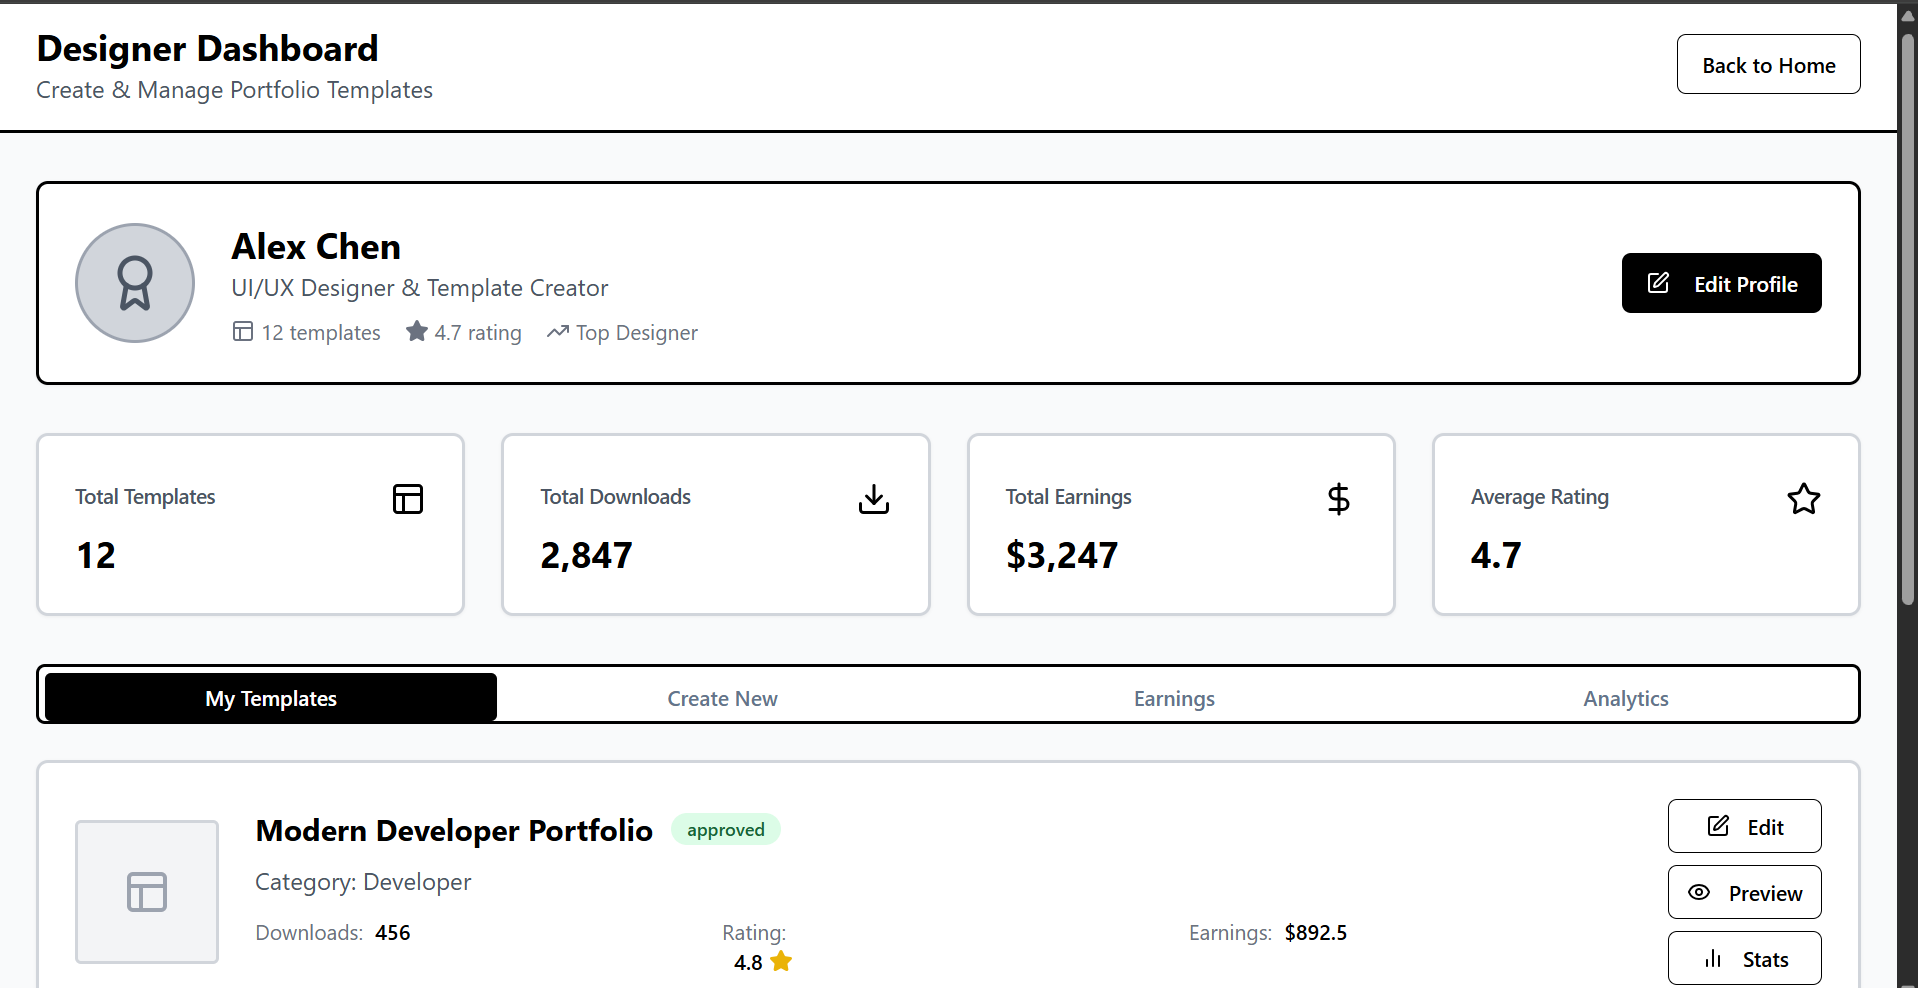 Designer Dashboard
Create & Manage Portfolio Templates
Back to Home
Alex Chen
UI/UX Designer & Template Creator
12 templates 4.7 rating Top Designer
Edit Profile
Total Templates
12
Total Downloads
2,847
Total Earnings
$3,247
Average Rating
4.7
My Templates Create New Earnings Analytics
Modern Developer Portfolio approved
Category: Developer
Downloads: 456
Rating:
4.8
Earnings: $892.5
Edit
Preview
Stats